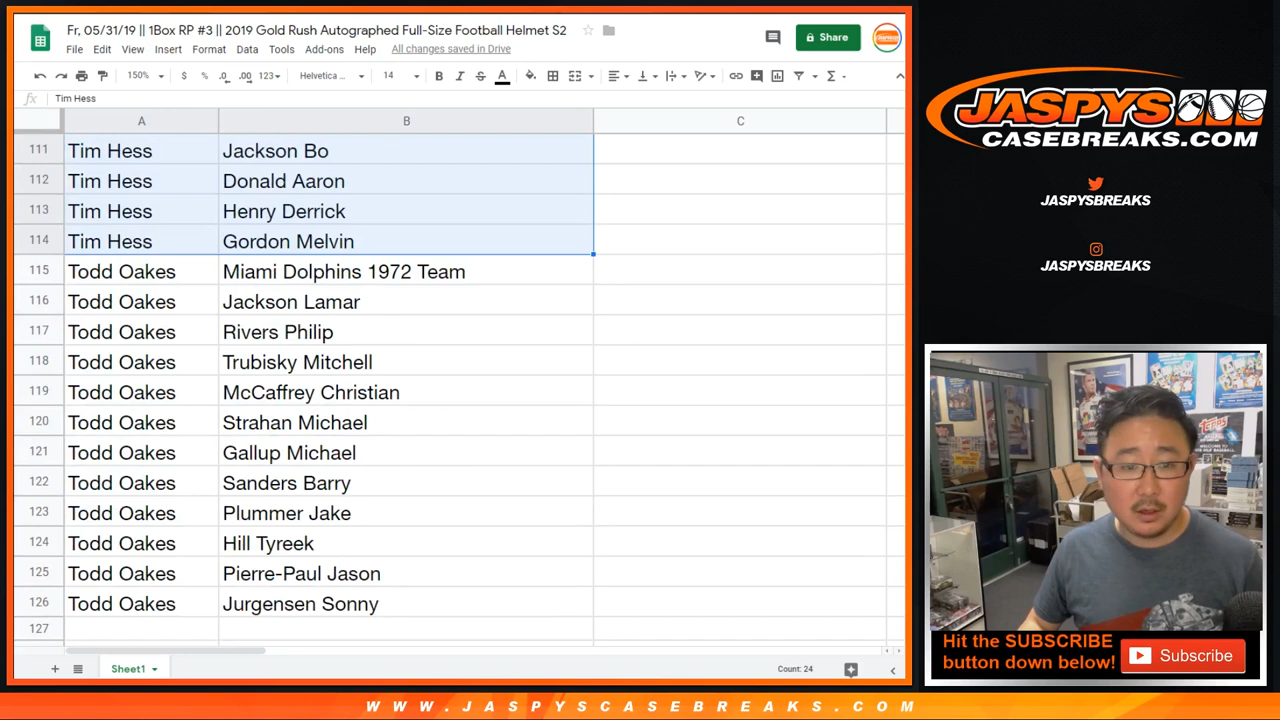 Fr, 05/31/19 || 1Box RP #3 || 2019 Gold Rush Autographed Full-Size Football Helmet S2
File Edit View Insert Format Data Tools Add-ons Help All changes saved in Drive
Share
150% $ % .0 .00 123 Helvetica ... 14 B I S A
fx Tim Hess
A B C
111 Tim Hess Jackson Bo
112 Tim Hess Donald Aaron
113 Tim Hess Henry Derrick
114 Tim Hess Gordon Melvin
115 Todd Oakes Miami Dolphins 1972 Team
116 Todd Oakes Jackson Lamar
117 Todd Oakes Rivers Philip
118 Todd Oakes Trubisky Mitchell
119 Todd Oakes McCaffrey Christian
120 Todd Oakes Strahan Michael
121 Todd Oakes Gallup Michael
122 Todd Oakes Sanders Barry
123 Todd Oakes Plummer Jake
124 Todd Oakes Hill Tyreek
125 Todd Oakes Pierre-Paul Jason
126 Todd Oakes Jurgensen Sonny
127
Sheet1 Count: 24
JASPYS
CASEBREAKS.COM
JASPYSBREAKS
JASPYSBREAKS
TOPPS
Hit the SUBSCRIBE
button down below!
Subscribe
WWW.JASPYSCASEBREAKS.COM